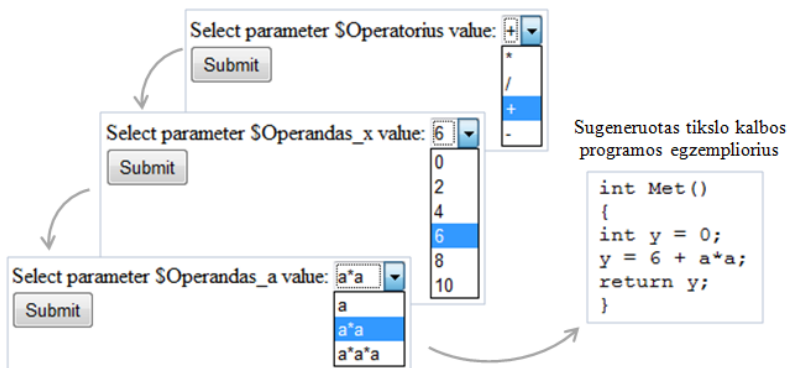 Select parameter $Operatorius value: +
Submit
*
/
+
-
Select parameter $Operandas_x value: 6
Submit
0
2
4
6
8
10
Select parameter $Operandas_a value: a*a
Submit
a
a*a
a*a*a
Sugeneruotas tikslo kalbos
programos egzempliorius
int Met()
{
int y = 0;
y = 6 + a*a;
return y;
}